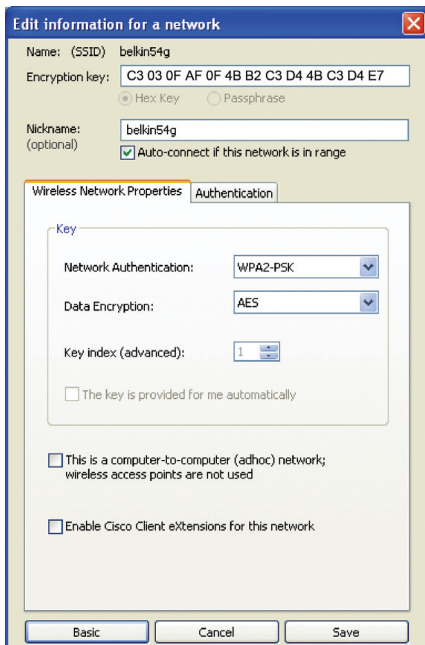 Edit information for a network
Name: (SSID) belkin54g
Encryption key: C3 03 0F AF 0F 4B B2 C3 D4 4B C3 D4 E7
Hex Key Passphrase
Nickname: belkin54g
(optional)
Auto-connect if this network is in range
Wireless Network Properties Authentication
Key
Network Authentication: WPA2-PSK
Data Encryption: AES
Key index (advanced): 1
The key is provided for me automatically
This is a computer-to-computer (adhoc) network;
wireless access points are not used
Enable Cisco Client eXtensions for this network
Basic Cancel Save